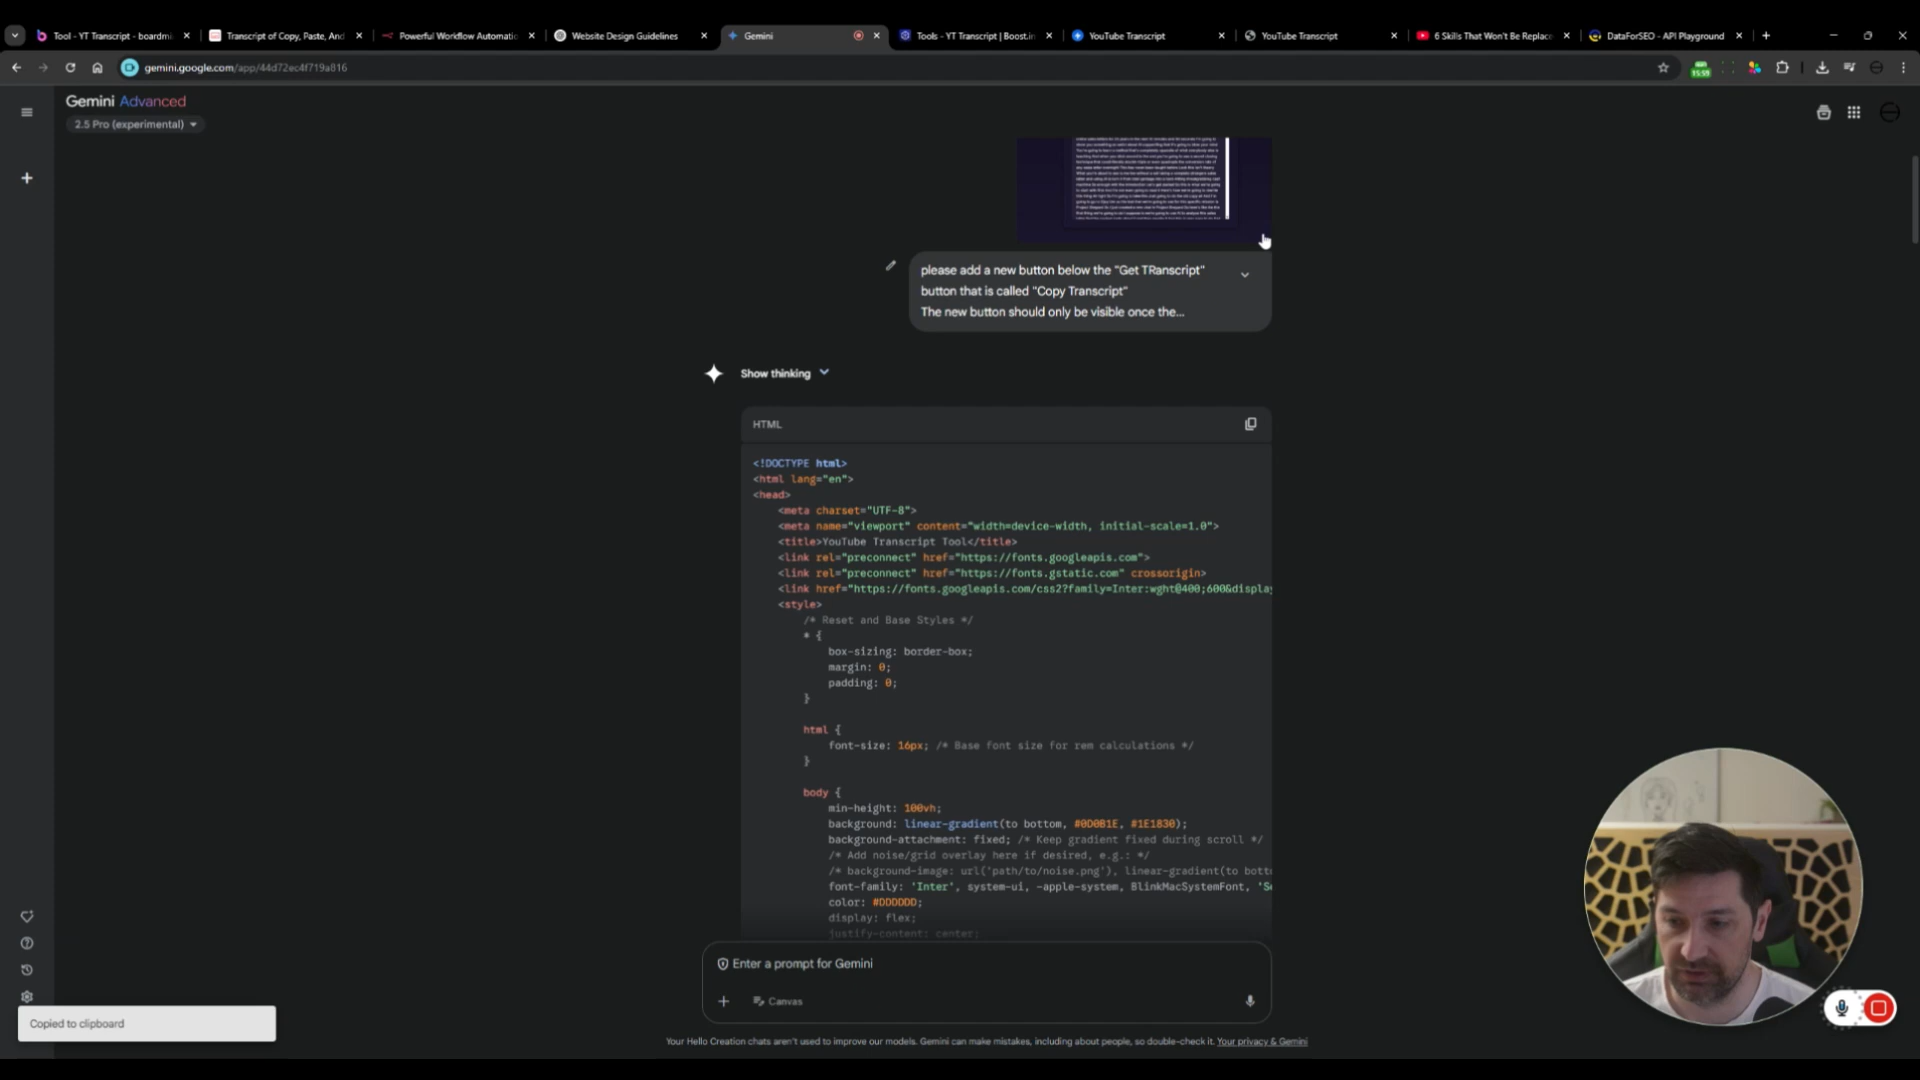 Tool - YT Transcript - boardmi
Transcript of Copy, Paste, And
Powerful Workflow Automatio
Website Design Guidelines
Gemini
Tools - YT Transcript | Boost.in
YouTube Transcript
YouTube Transcript
6 Skills That Won't Be Replace
DataForSEO - API Playground
gemini.google.com/app/44d72ec4f719a816
Gemini Advanced
2.5 Pro (experimental)
please add a new button below the "Get TRanscript"
button that is called "Copy Transcript"
The new button should only be visible once the...
Show thinking
HTML
<!DOCTYPE html>
<html lang="en">
<head>
<meta charset="UTF-8">
<meta name="viewport" content="width=device-width, initial-scale=1.0">
<title>YouTube Transcript Tool</title>
<link rel="preconnect" href="https://fonts.googleapis.com">
<link rel="preconnect" href="https://fonts.gstatic.com" crossorigin>
<link href="https://fonts.googleapis.com/css2?family=Inter:wght@400;600&display
<style>
/* Reset and Base Styles */
* {
box-sizing: border-box;
margin: 0;
padding: 0;
}
html {
font-size: 16px; /* Base font size for rem calculations */
}
body {
min-height: 100vh;
background: linear-gradient(to bottom, #0D0B1E, #1E1830);
background-attachment: fixed; /* Keep gradient fixed during scroll */
/* Add noise/grid overlay here if desired, e.g.: */
/* background-image: url('path/to/noise.png'), linear-gradient(to bott
font-family: 'Inter', system-ui, -apple-system, BlinkMacSystemFont, 'Se
color: #DDDDDD;
display: flex;
justify-content: center;
Enter a prompt for Gemini
Canvas
Copied to clipboard
Your Hello Creation chats aren't used to improve our models. Gemini can make mistakes, including about people, so double-check it. Your privacy & Gemini